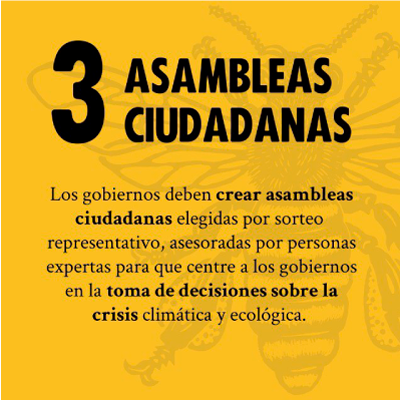 3 ASAMBLEAS
CIUDADANAS
Los gobiernos deben crear asambleas
ciudadanas elegidas por sorteo
representativo, asesoradas por personas
expertas para que centre a los gobiernos
en la toma de decisiones sobre la
crisis climática y ecológica.